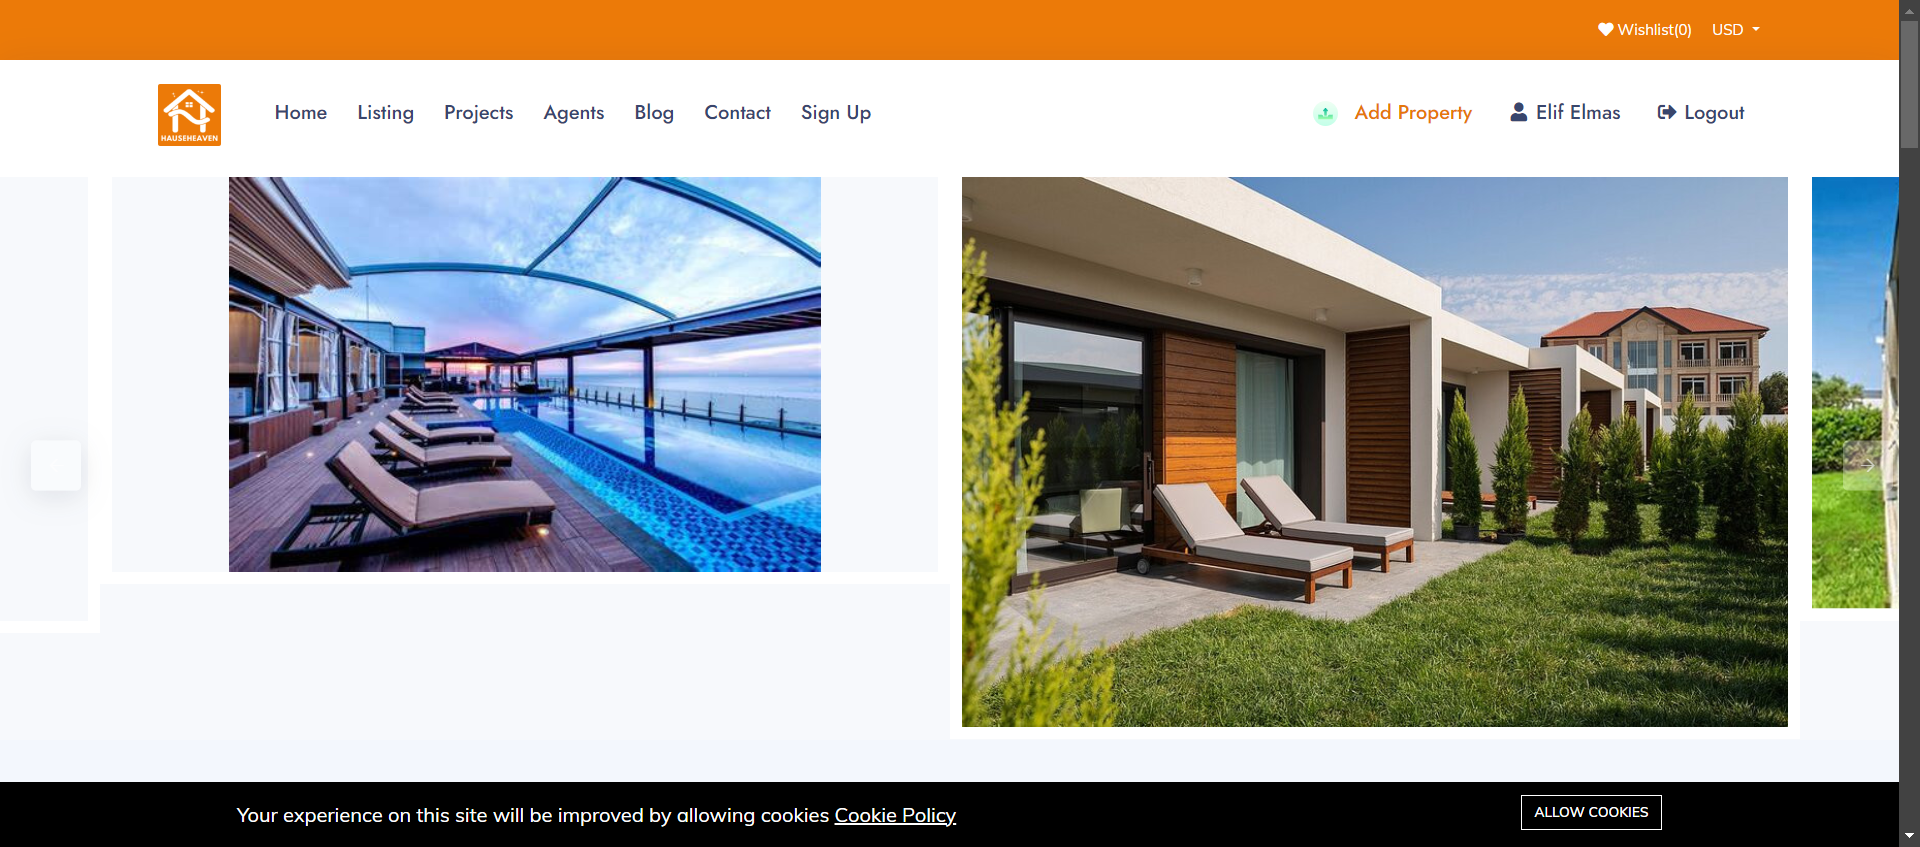 Wishlist(0) USD
HAUSEHEAVEN
Home Listing Projects Agents Blog Contact Sign Up Add Property Elif Elmas Logout
Your experience on this site will be improved by allowing cookies Cookie Policy
ALLOW COOKIES